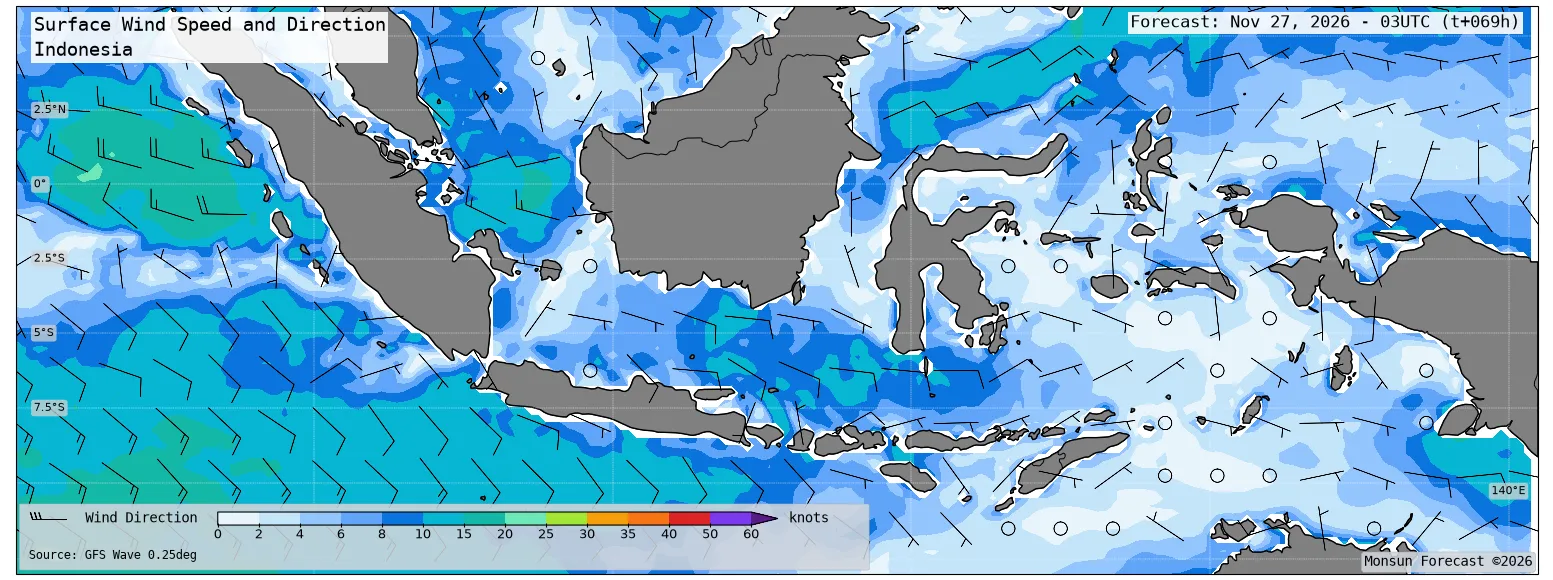 Surface Wind Speed and Direction
Indonesia
Forecast: Nov 27, 2026 - 03UTC (t+069h)
2.5°N
0°
2.5°S
5°S
7.5°S
140°E
Wind Direction
knots
0 2 4 6 8 10 15 20 25 30 35 40 50 60
Source: GFS Wave 0.25deg
Monsun Forecast ©2026